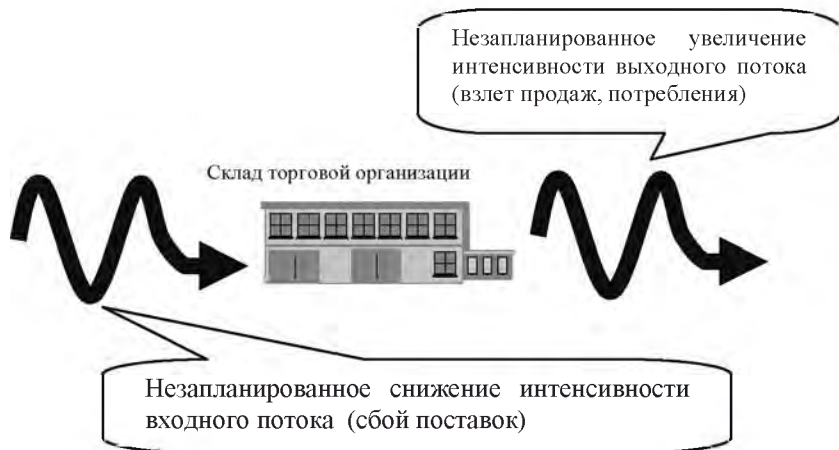 Незапланированное увеличение
интенсивности выходного потока
(взлет продаж, потребления)
Склад торговой организации
Незапланированное снижение интенсивности
входного потока (сбой поставок)